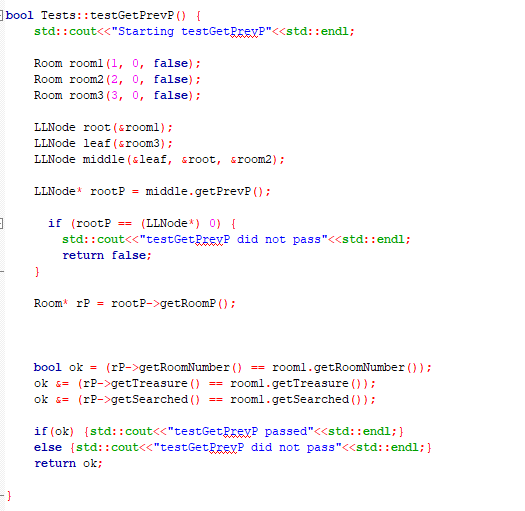 bool Tests::testGetPrevP() {
std::cout<<"Starting testGetPrevP"<<std::endl;
Room room1(1, 0, false);
Room room2(2, 0, false);
Room room3(3, 0, false);
LLNode root(&room1);
LLNode leaf(&room3);
LLNode middle(&leaf, &root, &room2);
LLNode* rootP = middle.getPrevP();
if (rootP == (LLNode*) 0) {
std::cout<<"testGetPrevP did not pass"<<std::endl;
return false;
}
Room* rP = rootP->getRoomP();
bool ok = (rP->getRoomNumber() == room1.getRoomNumber());
ok &= (rP->getTreasure() == room1.getTreasure());
ok &= (rP->getSearched() == room1.getSearched());
if(ok) {std::cout<<"testGetPrevP passed"<<std::endl;}
else {std::cout<<"testGetPrevP did not pass"<<std::endl;}
return ok;
}